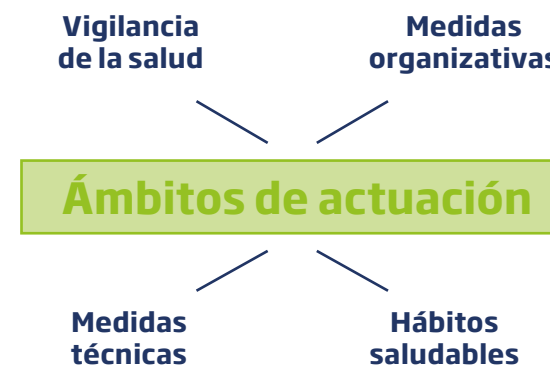 Vigilancia
de la salud
Medidas
organizativas
Ámbitos de actuación
Medidas
técnicas
Hábitos
saludables